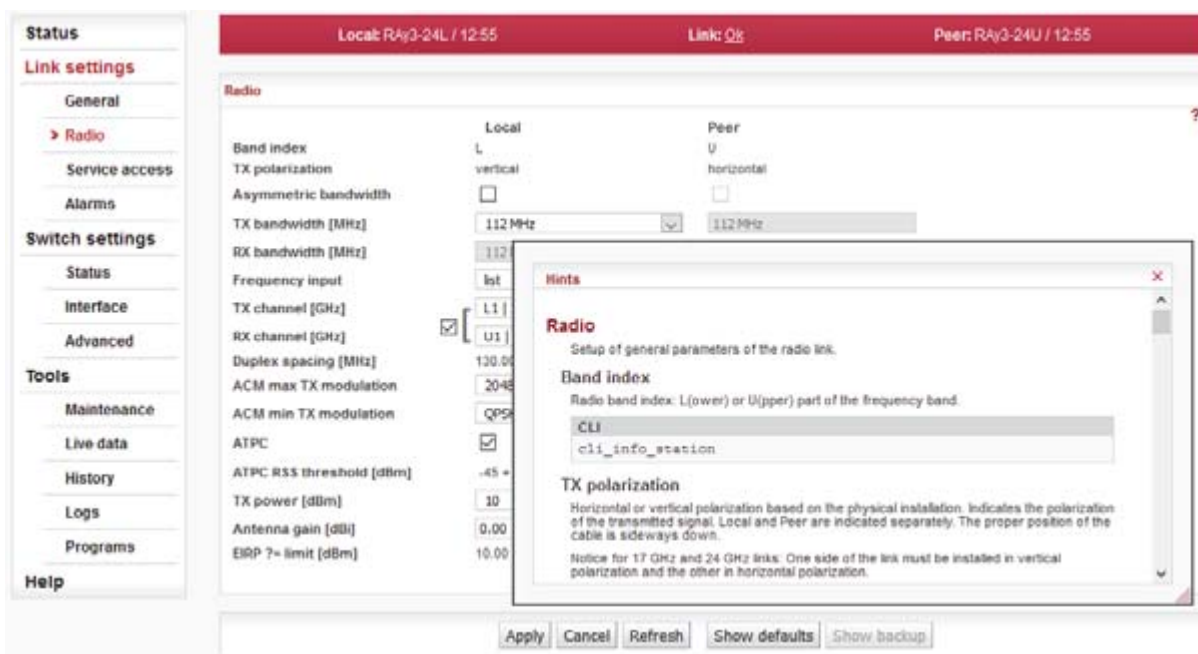 Status
Link settings
General
> Radio
Service access
Alarms
Switch settings
Status
Interface
Advanced
Tools
Maintenance
Live data
History
Logs
Programs
Help
Local: RAy3-24L / 12:55 Link: Ok Peer: RAy3-24U / 12:55
Radio
?
Local Peer
Band index L U
TX polarization vertical horizontal
Asymmetric bandwidth
TX bandwidth [MHz] 112 MHz 112 MHz
RX bandwidth [MHz] 112
Frequency input list
TX channel [GHz] L1 |
RX channel [GHz] U1 |
Duplex spacing [MHz] 130.00
ACM max TX modulation 2048
ACM min TX modulation QPSK
ATPC
ATPC RSS threshold [dBm] -45 +
TX power [dBm] 10
Antenna gain [dBi] 0.00
EIRP ?= limit [dBm] 10.00
Hints
Radio
Setup of general parameters of the radio link.
Band index
Radio band index: L(ower) or U(pper) part of the frequency band.
CLI
cli_info_station
TX polarization
Horizontal or vertical polarization based on the physical installation. Indicates the polarization
of the transmitted signal. Local and Peer are indicated separately. The proper position of the
cable is sideways down.
Notice for 17 GHz and 24 GHz links: One side of the link must be installed in vertical
polarization and the other in horizontal polarization.
Apply Cancel Refresh Show defaults Show backup